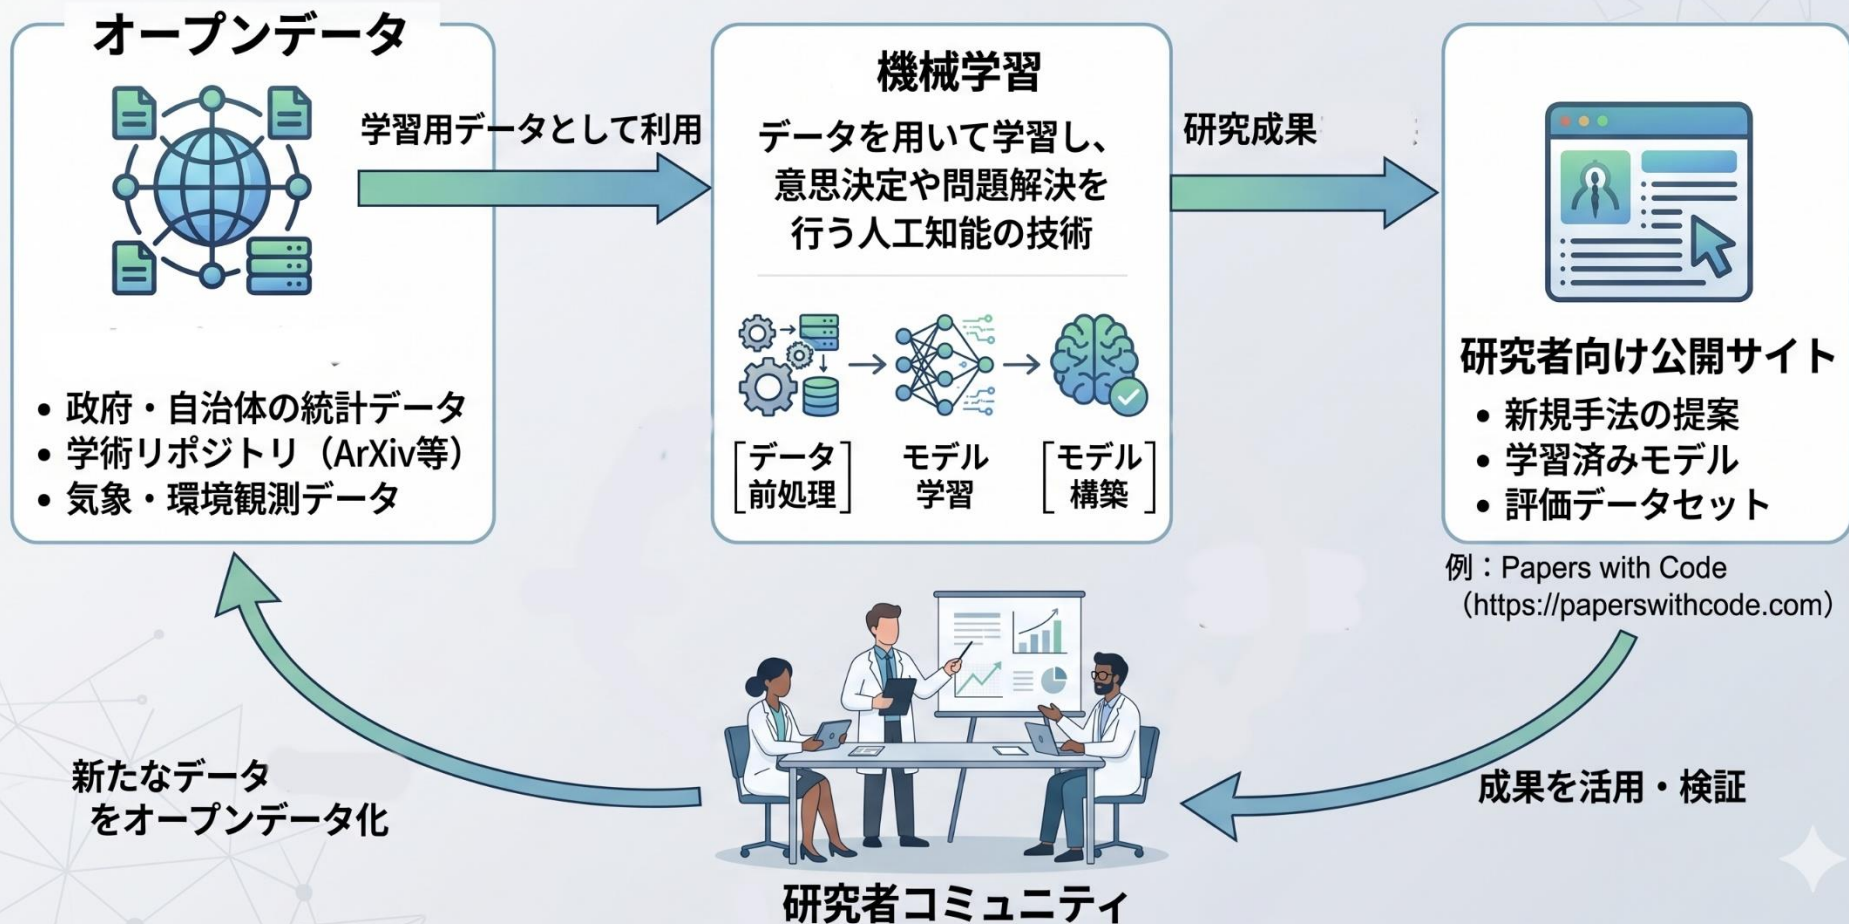 オープンデータ
・政府・自治体の統計データ
・学術リポジトリ（ArXiv等）
・気象・環境観測データ
学習用データとして利用
機械学習
データを用いて学習し、
意思決定や問題解決を
行う人工知能の技術
[データ
前処理]
モデル
学習
[モデル
構築]
研究成果
研究者向け公開サイト
・新規手法の提案
・学習済みモデル
・評価データセット
例：Papers with Code
（https://paperswithcode.com）
成果を活用・検証
研究者コミュニティ
新たなデータ
をオープンデータ化